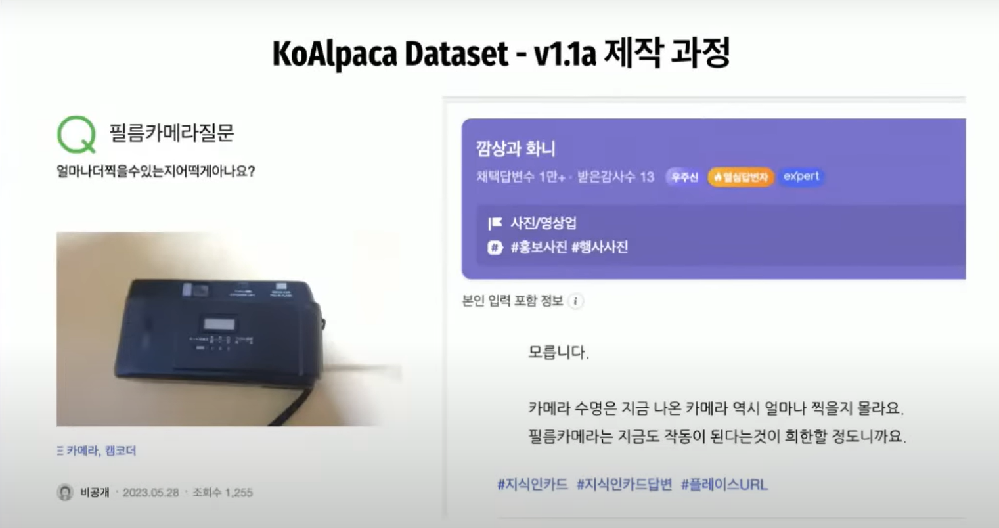 KoAlpaca Dataset - v1.1a 제작 과정
필름카메라질문
얼마나더찍을수있는지어떡게아나요?
카메라, 캠코더
비공개 · 2023.05.28 · 조회수 1,255
깜상과 화니
채택답변수 1만+ · 받은감사수 13 우주신 열심답변자 expert
사진/영상업
#홍보사진 #행사사진
본인 입력 포함 정보 i
모릅니다.
카메라 수명은 지금 나온 카메라 역시 얼마나 찍을지 몰라요.
필름카메라는 지금도 작동이 된다는것이 희한할 정도니까요.
#지식인카드 #지식인카드답변 #플레이스URL